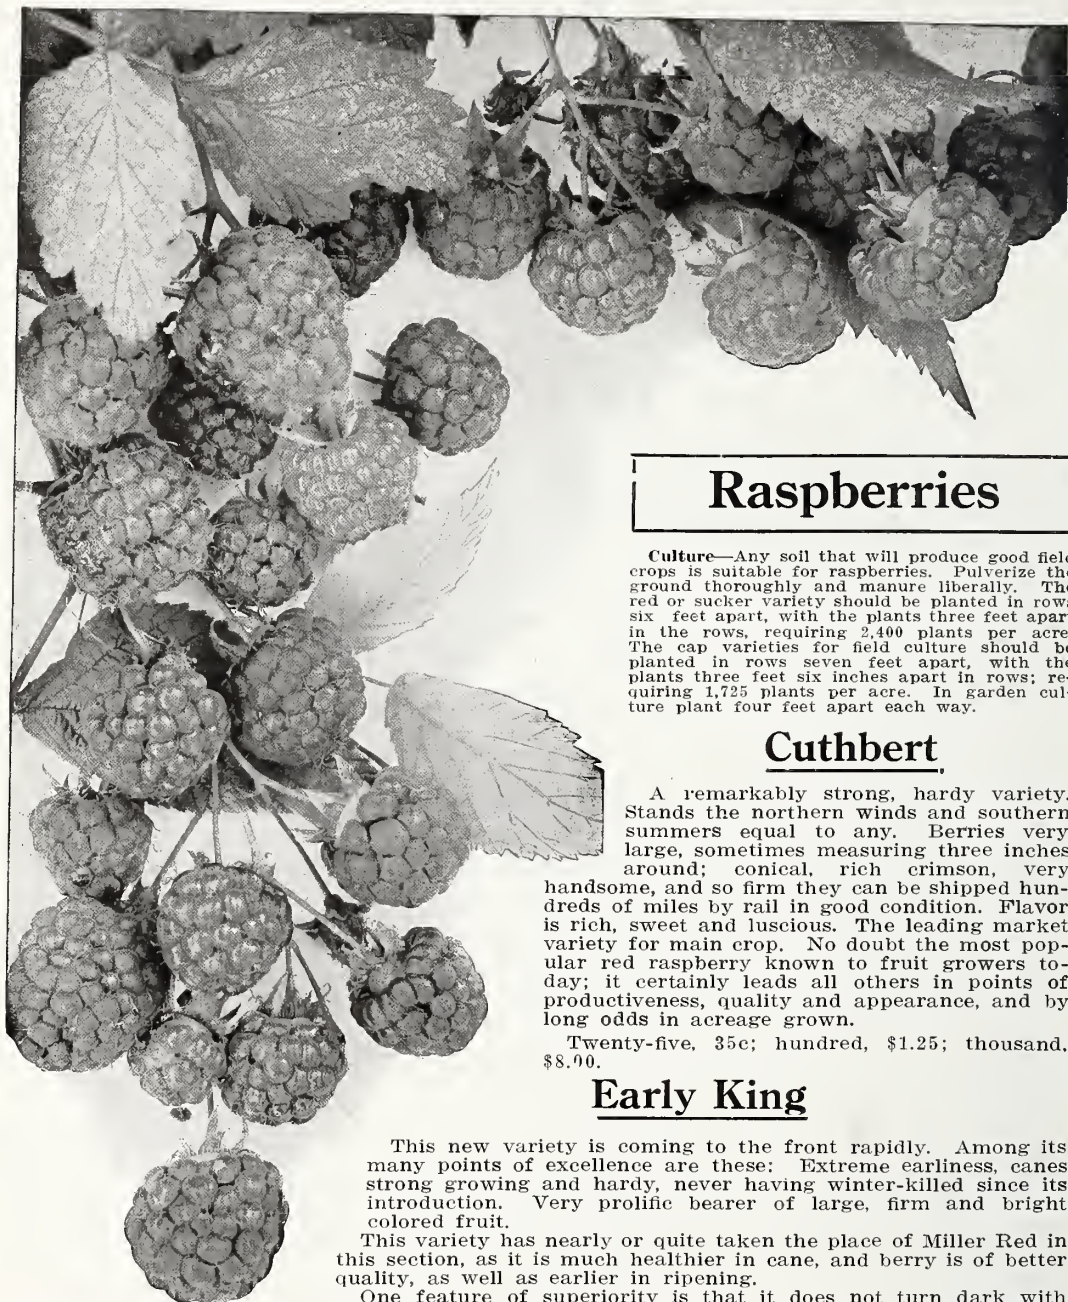 Raspberries
Culture—Any soil that will produce good field
crops is suitable for raspberries. Pulverize the
ground thoroughly and manure liberally. The
red or sucker variety should be planted in rows
six feet apart, with the plants three feet apart
in the rows, requiring 2,400 plants per acre
The cap varieties for field culture should be
planted in rows seven feet apart, with the
plants three feet six inches apart in rows; re-
quiring 1,725 plants per acre. In garden cul-
ture plant four feet apart each way.
Cuthbert
A remarkably strong, hardy variety.
Stands the northern winds and southern
summers equal to any. Berries very
large, sometimes measuring three inches
around; conical, rich crimson, very
handsome, and so firm they can be shipped hun-
dreds of miles by rail in good condition. Flavor
is rich, sweet and luscious. The leading market
variety for main crop. No doubt the most pop-
ular red raspberry known to fruit growers to-
day; it certainly leads all others in points of
productiveness, quality and appearance, and by
long odds in acreage grown.
Twenty-five, 35c; hundred, $1.25; thousand,
$8.00.
Early King
This new variety is coming to the front rapidly. Among its
many points of excellence are these: Extreme earliness, canes
strong growing and hardy, never having winter-killed since its
introduction. Very prolific bearer of large, firm and bright
colored fruit.
This variety has nearly or quite taken the place of Miller Red in
this section, as it is much healthier in cane, and berry is of better
quality, as well as earlier in ripening.
One feature of superiority is that it does not turn dark with